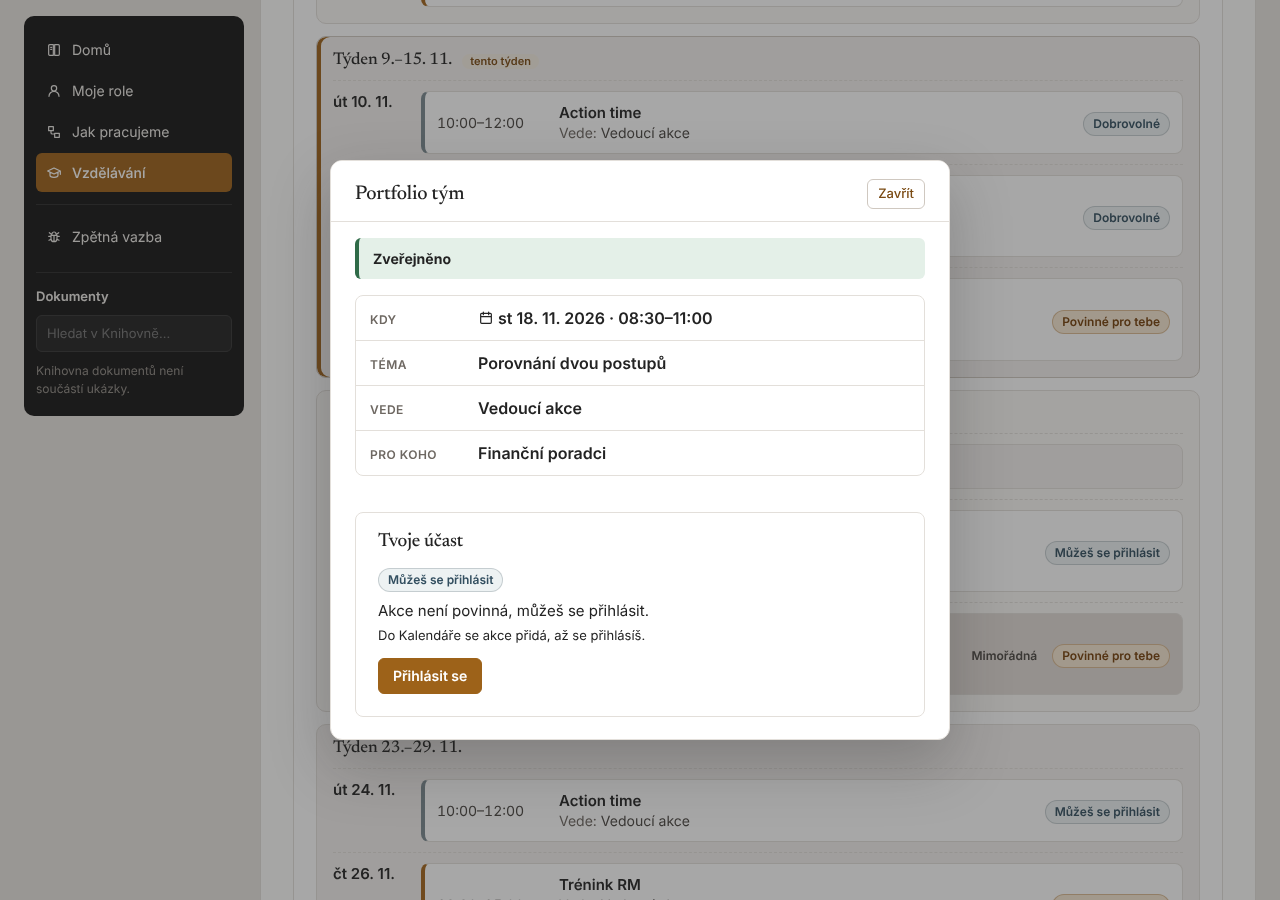 Domů
Moje role
Jak pracujeme
Vzdělávání
Zpětná vazba
Dokumenty
Hledat v Knihovně…
Knihovna dokumentů není
součástí ukázky.
Týden 9.–15. 11. tento týden
út 10. 11.
10:00–12:00
Action time
Vede: Vedoucí akce
Dobrovolné
Dobrovolné
Povinné pro tebe
Portfolio tým
Zavřít
Zveřejněno
KDY st 18. 11. 2026 · 08:30–11:00
TÉMA Porovnání dvou postupů
VEDE Vedoucí akce
PRO KOHO Finanční poradci
Tvoje účast
Můžeš se přihlásit
Akce není povinná, můžeš se přihlásit.
Do Kalendáře se akce přidá, až se přihlásíš.
Přihlásit se
Můžeš se přihlásit
Mimořádná Povinné pro tebe
Týden 23.–29. 11.
út 24. 11.
10:00–12:00
Action time
Vede: Vedoucí akce
Můžeš se přihlásit
čt 26. 11.
Trénink RM